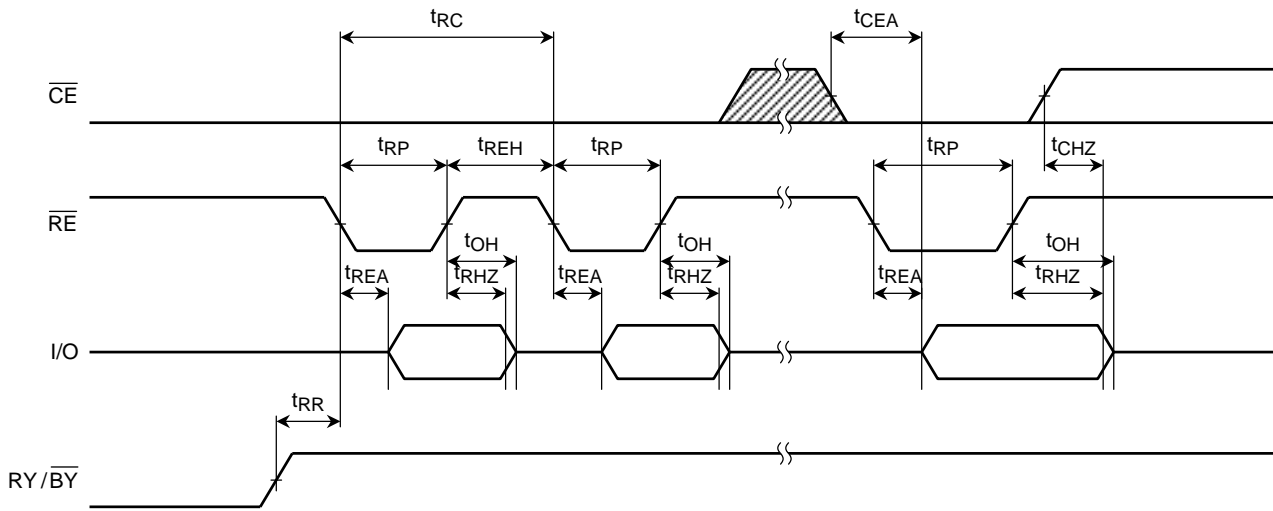 tRC
tCEA
CE
tRP
tREH
tRP
tRP
tCHZ
RE
tOH
tOH
tOH
tREA
tRHZ
tREA
tRHZ
tREA
tRHZ
I/O
tRR
RY/BY